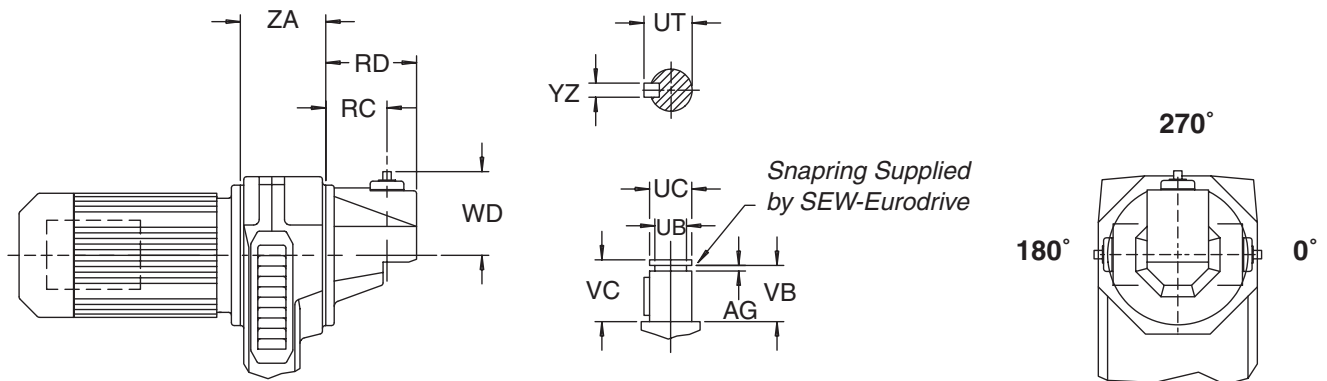 ZA
RD
RC
WD
UT
YZ
UC
UB
VC
VB
AG
Snapring Supplied
by SEW-Eurodrive
270°
180°
0°